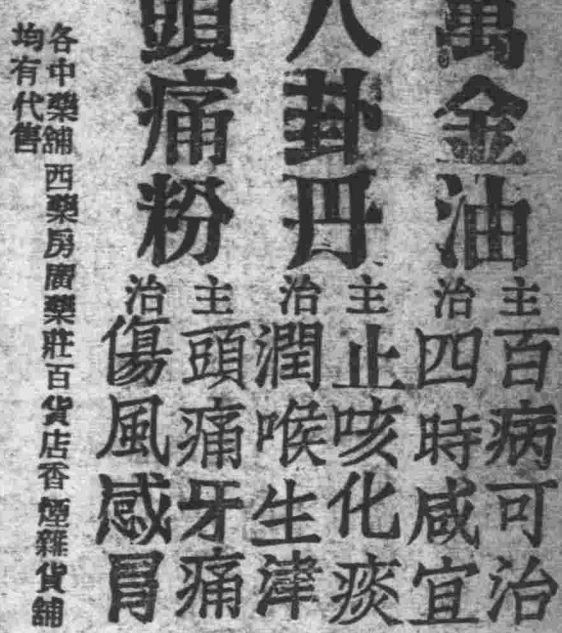 萬金油
主治
百病可治
四時咸宜
八卦丹
主治
止咳化痰
潤喉生津
頭痛粉
主治
頭痛牙痛
傷風感冒
各中藥舖西藥房廣藥莊百貨店香煙雜貨舖
均有代售